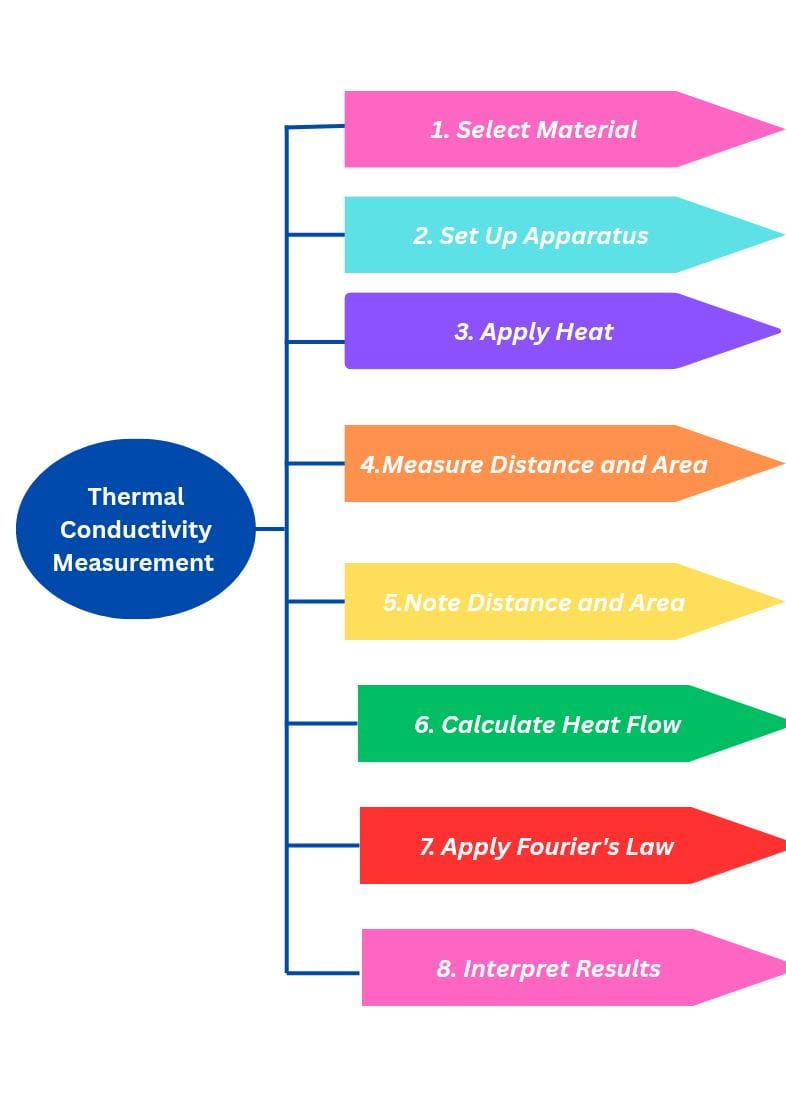 1. Select Material
2. Set Up Apparatus
3. Apply Heat
4.Measure Distance and Area
Thermal
Conductivity
Measurement
5.Note Distance and Area
6. Calculate Heat Flow
7. Apply Fourier's Law
8. Interpret Results